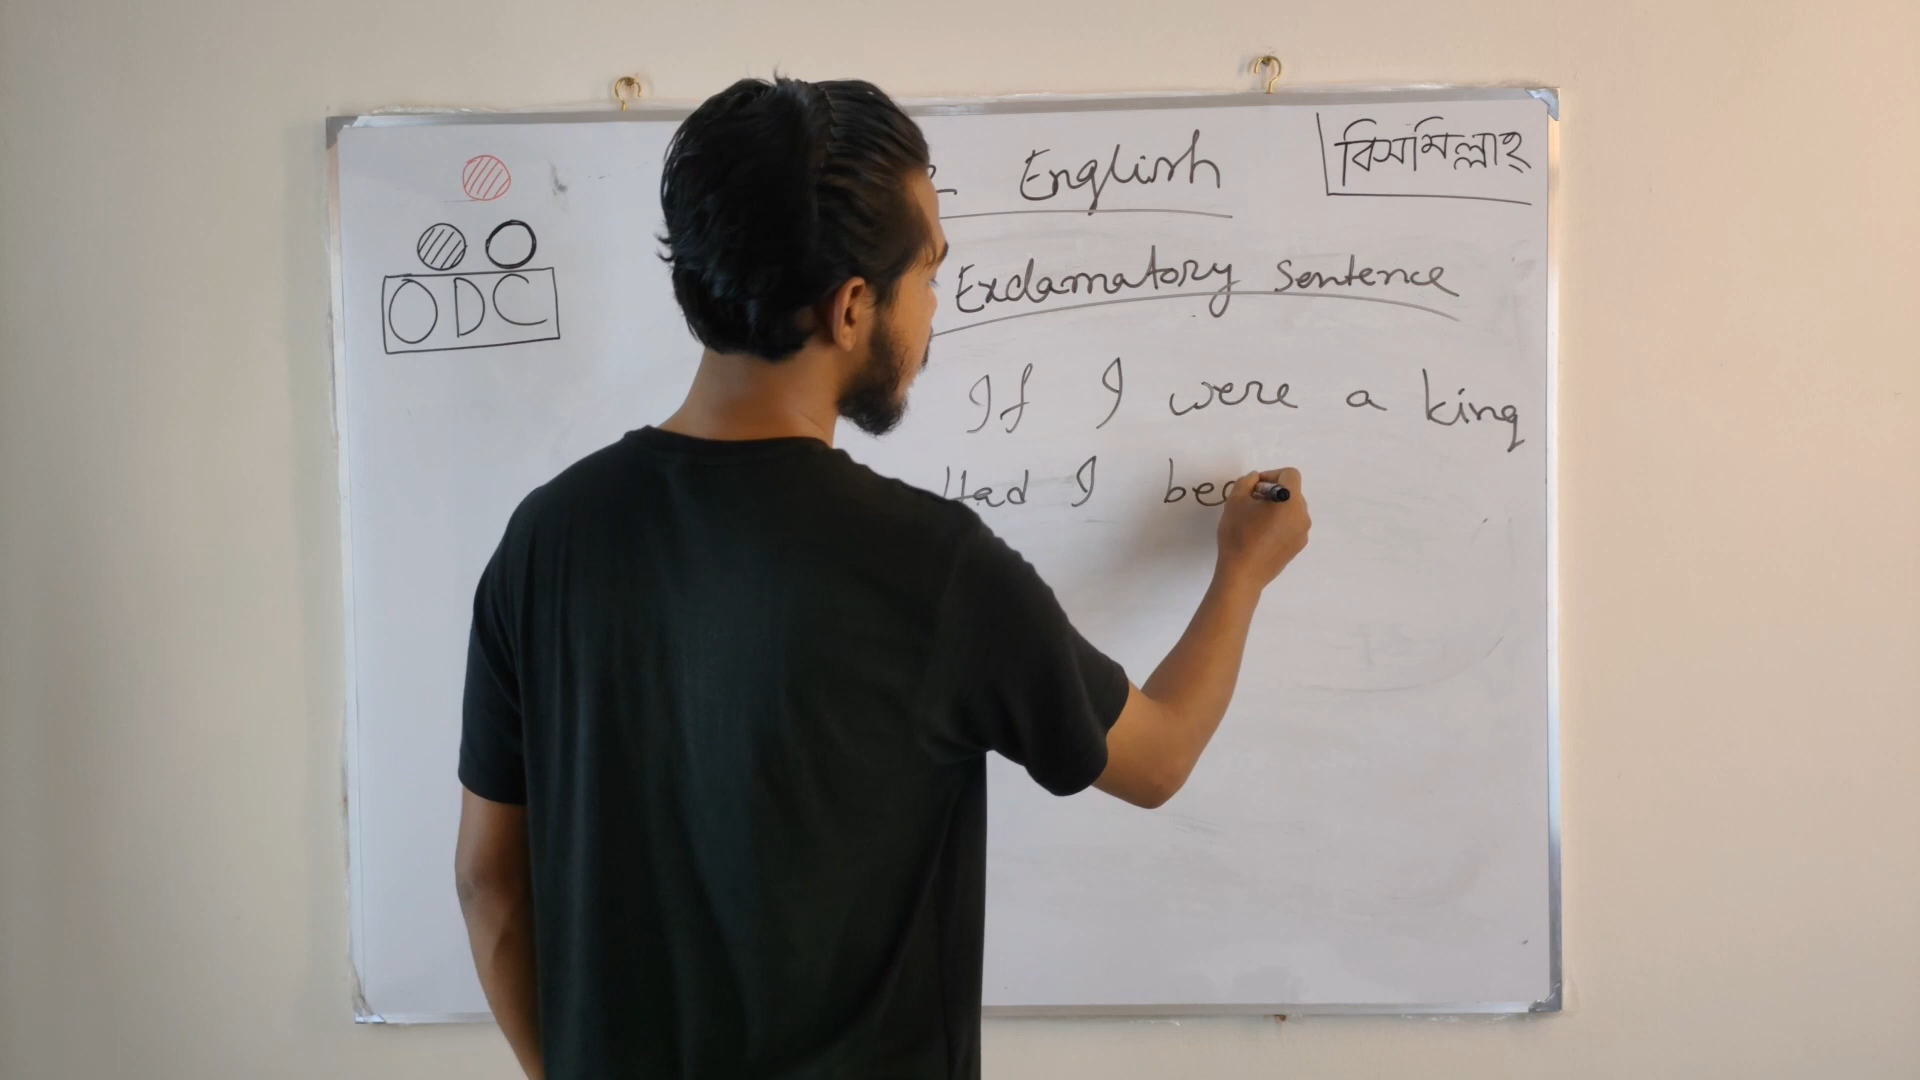 English
বিসমিল্লাহ
ODC
Exclamatory Sentence
If I were a king
Had I